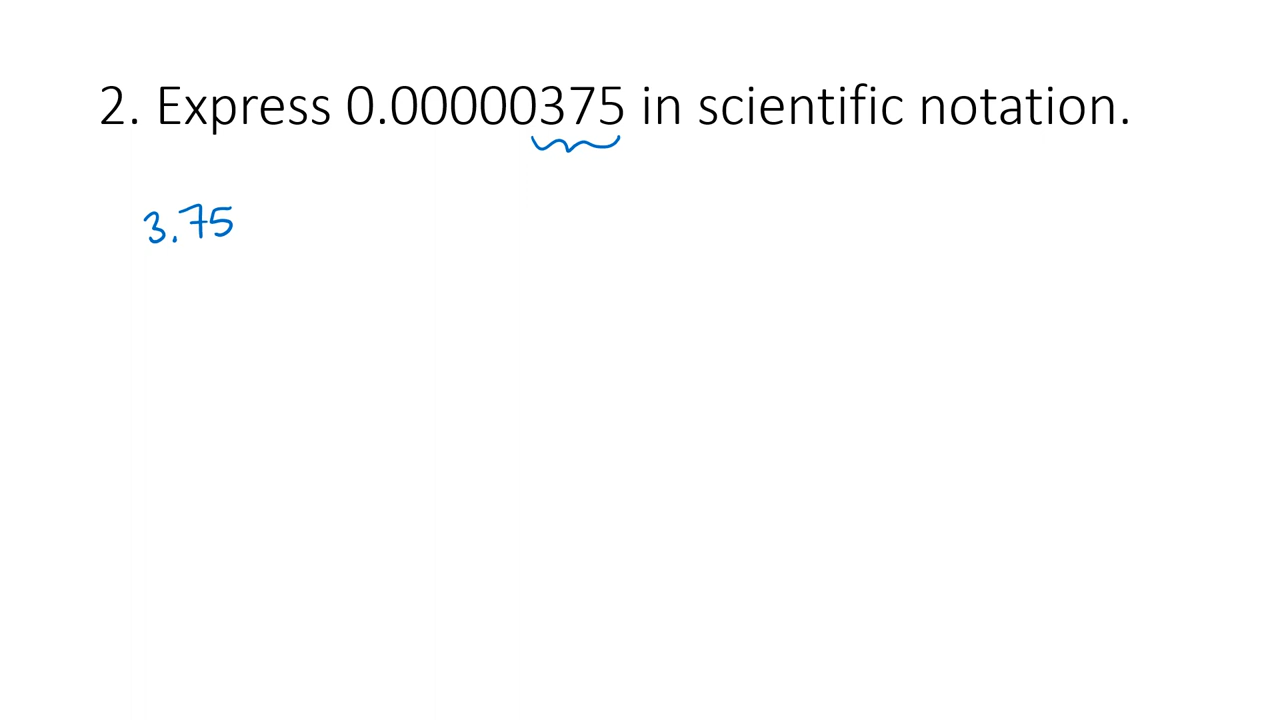 2. Express 0.00000375 in scientific notation.
3.75